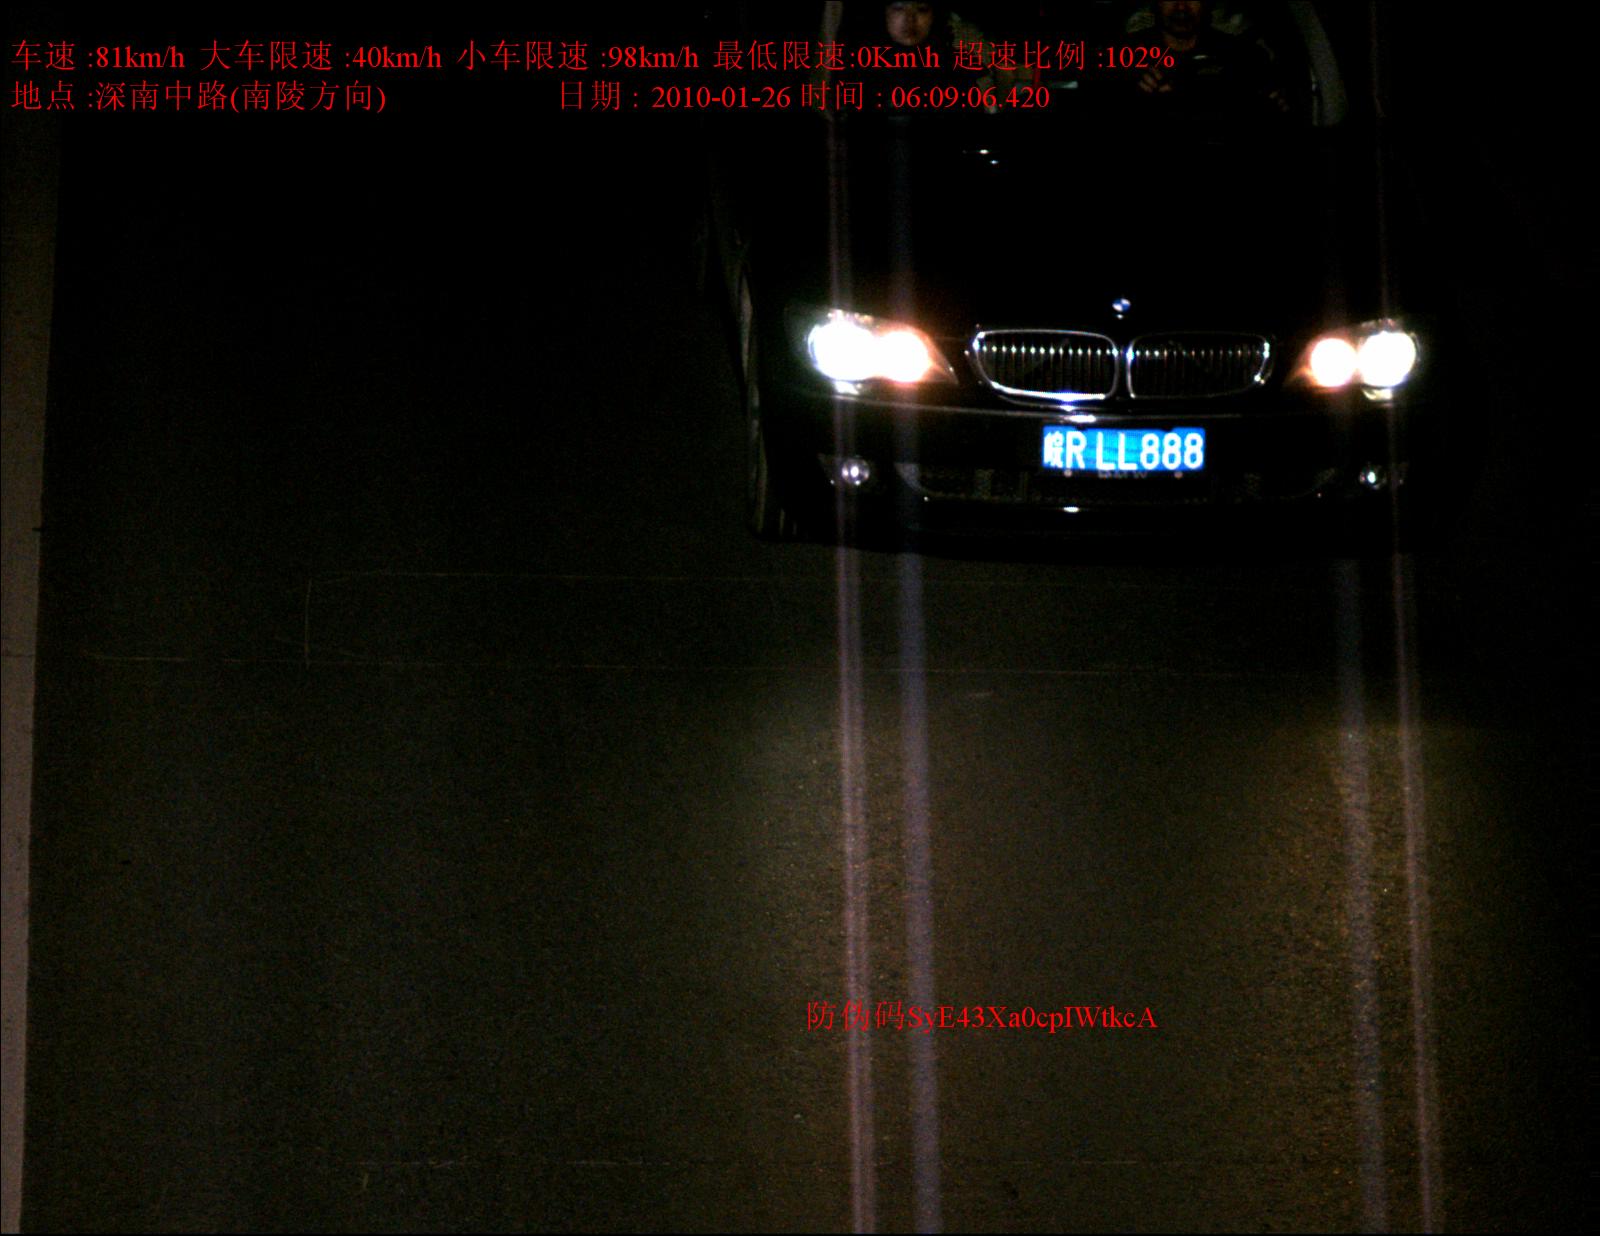 车速 :81km/h 大车限速 :40km/h 小车限速 :98km/h 最低限速:0Km\h 超速比例 :102%
地点 :深南中路(南陵方向) 日期 : 2010-01-26 时间 : 06:09:06.420
皖R LL888
防伪码SyE43Xa0cpIWtkcA